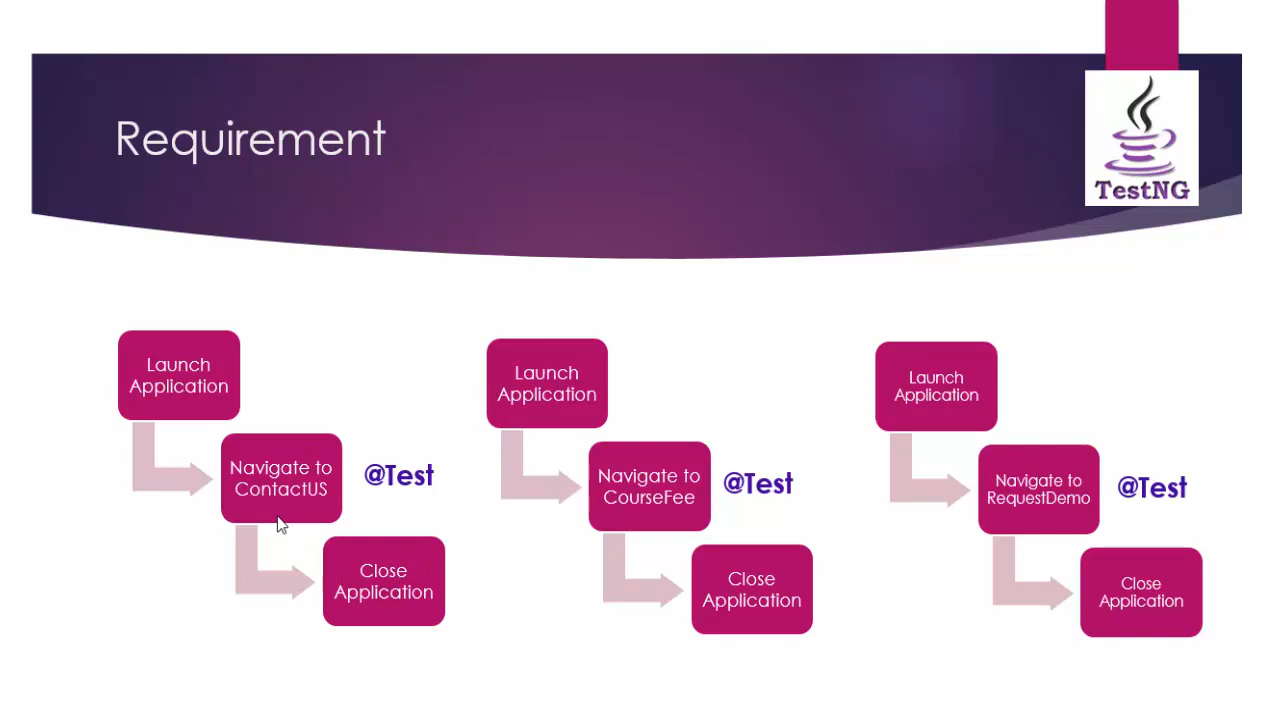 Requirement
TestNG
Launch
Application
Navigate to
ContactUS
@Test
Close
Application
Launch
Application
Navigate to
CourseFee
@Test
Close
Application
Launch
Application
Navigate to
RequestDemo
@Test
Close
Application